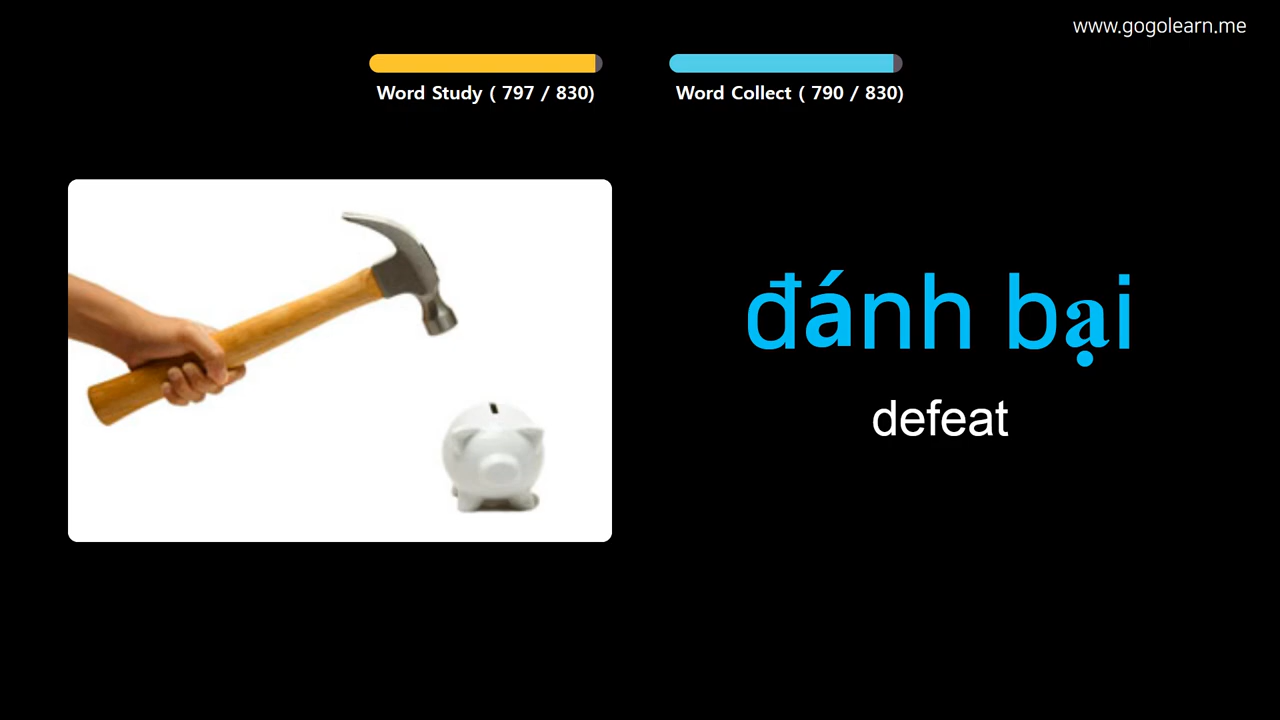 www.gogolearn.me
Word Study ( 797 / 830)
Word Collect ( 790 / 830)
đánh bại
defeat